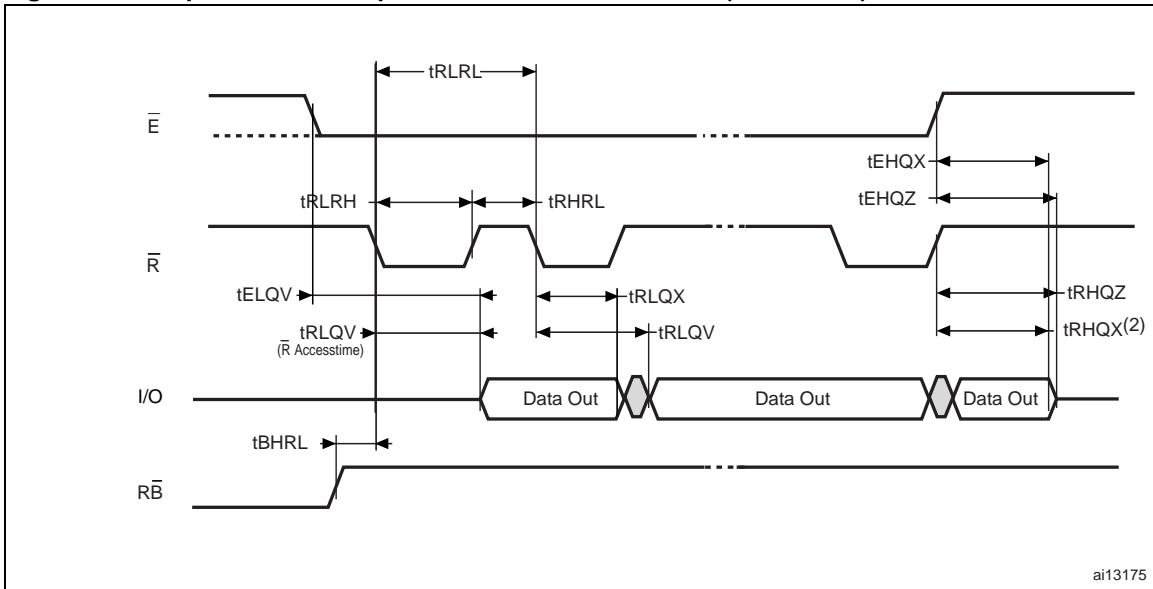 tRLRL
E̅
tEHQX
tRLRH
tRHRL
tEHQZ
R̅
tELQV
tRLQX
tRHQZ
tRLQV
(R̅ Accesstime)
tRLQV
tRHQX(2)
I/O
Data Out
Data Out
Data Out
tBHRL
RB̅
ai13175